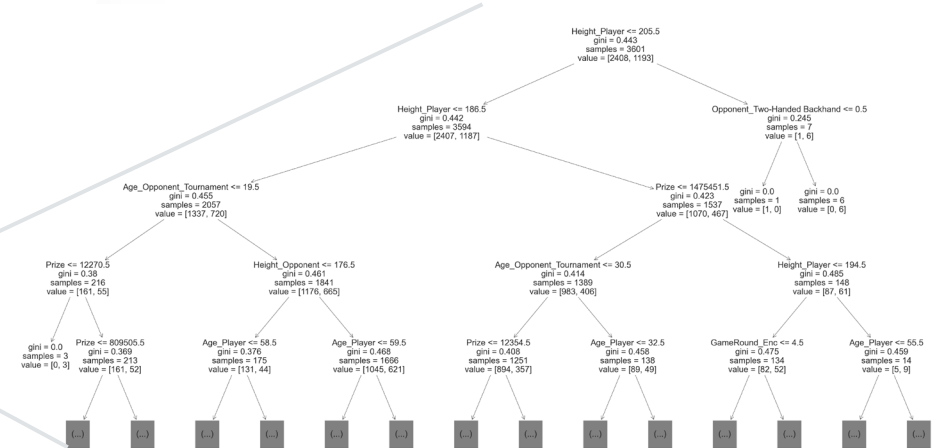 Height_Player <= 205.5
gini = 0.443
samples = 3601
value = [2408, 1193]
Height_Player <= 186.5
gini = 0.442
samples = 3594
value = [2407, 1187]
Opponent_Two-Handed Backhand <= 0.5
gini = 0.245
samples = 7
value = [1, 6]
Age_Opponent_Tournament <= 19.5
gini = 0.455
samples = 2057
value = [1337, 720]
Prize <= 1475451.5
gini = 0.423
samples = 1537
value = [1070, 467]
gini = 0.0
samples = 1
value = [1, 0]
gini = 0.0
samples = 6
value = [0, 6]
Prize <= 12270.5
gini = 0.38
samples = 216
value = [161, 55]
Height_Opponent <= 176.5
gini = 0.461
samples = 1841
value = [1176, 665]
Age_Opponent_Tournament <= 30.5
gini = 0.414
samples = 1389
value = [983, 406]
Height_Player <= 194.5
gini = 0.485
samples = 148
value = [87, 61]
gini = 0.0
samples = 3
value = [0, 3]
Prize <= 809505.5
gini = 0.369
samples = 213
value = [161, 52]
Age_Player <= 58.5
gini = 0.376
samples = 175
value = [131, 44]
Age_Player <= 59.5
gini = 0.468
samples = 1666
value = [1045, 621]
Prize <= 12354.5
gini = 0.408
samples = 1251
value = [894, 357]
Age_Player <= 32.5
gini = 0.458
samples = 138
value = [89, 49]
GameRound_Enc <= 4.5
gini = 0.475
samples = 134
value = [82, 52]
Age_Player <= 55.5
gini = 0.459
samples = 14
value = [5, 9]
(...)
(...)
(...)
(...)
(...)
(...)
(...)
(...)
(...)
(...)
(...)
(...)
(...)
(...)